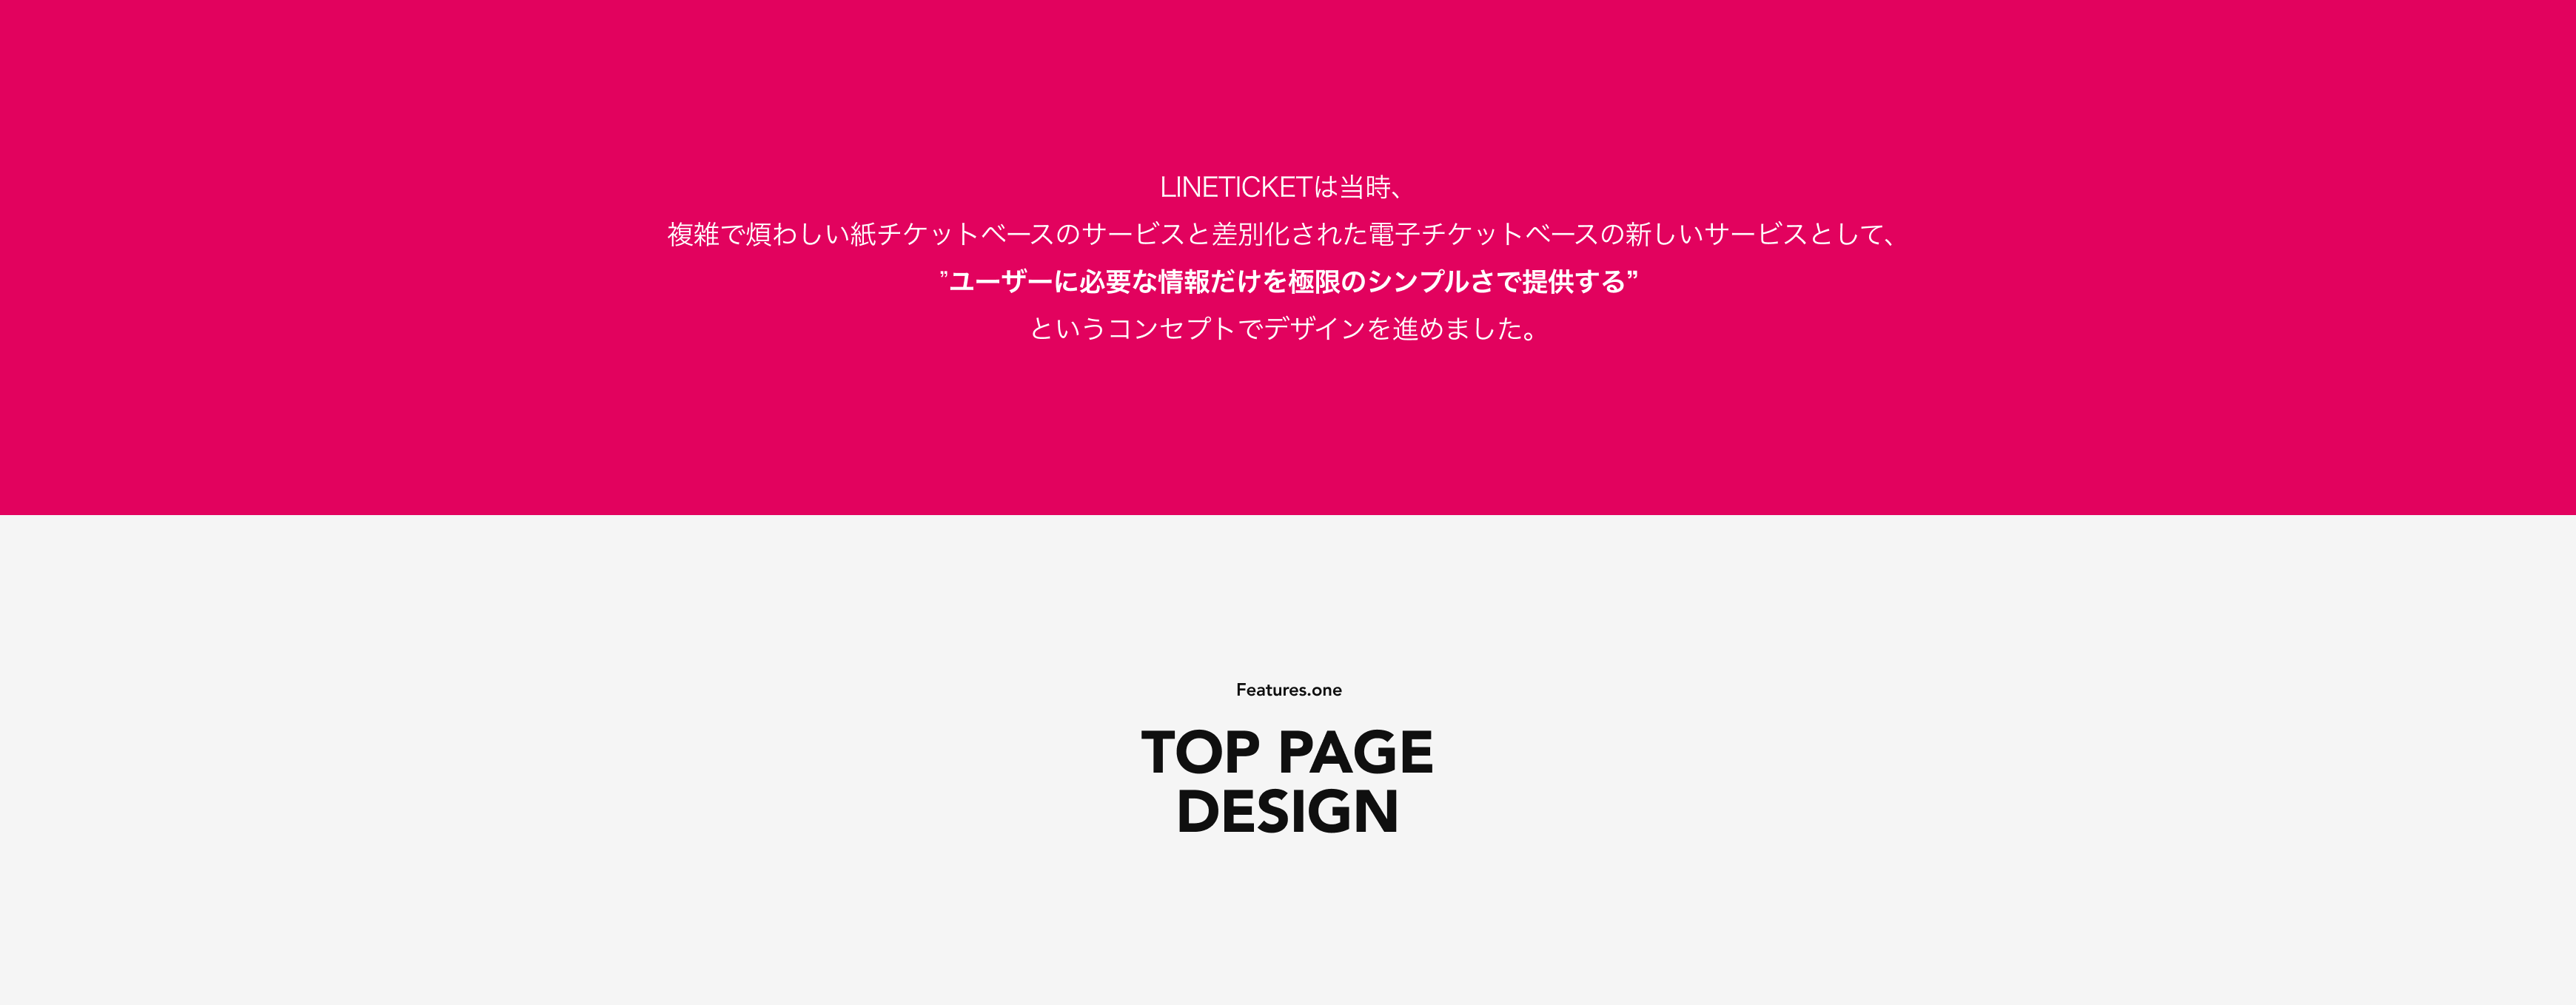 LINETICKETは当時、
複雑で煩わしい紙チケットベースのサービスと差別化された電子チケットベースの新しいサービスとして、
”ユーザーに必要な情報だけを極限のシンプルさで提供する”
というコンセプトでデザインを進めました。
Features.one
TOP PAGE
DESIGN